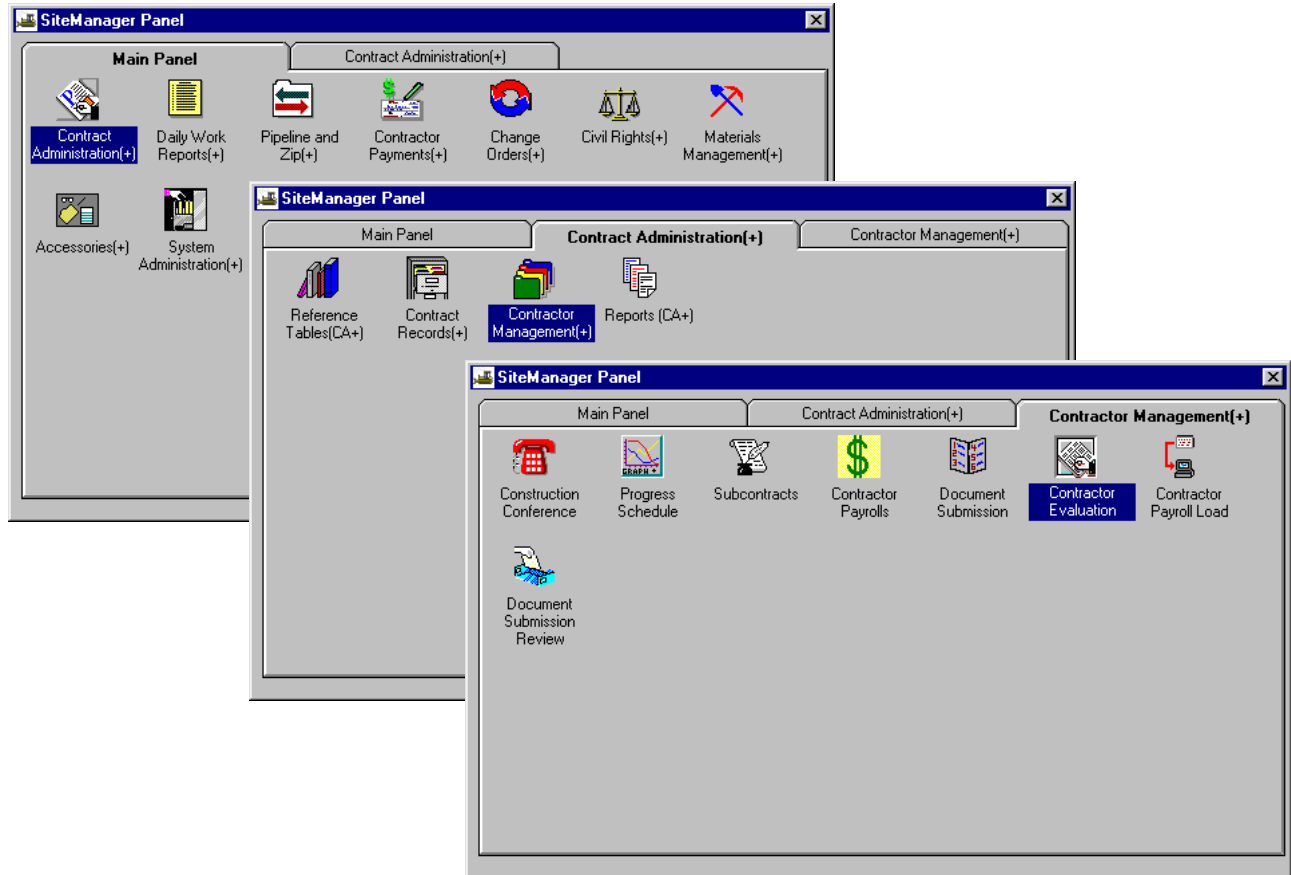 SiteManager Panel
Main Panel
Contract Administration(+)
Contract
Administration(+)
Daily Work
Reports(+)
Pipeline and
Zip(+)
Contractor
Payments(+)
Change
Orders(+)
Civil Rights(+)
Materials
Management(+)
Accessories(+)
System
Administration(+)
SiteManager Panel
Main Panel
Contract Administration(+)
Contractor Management(+)
Reference
Tables(CA+)
Contract
Records(+)
Contractor
Management(+)
Reports (CA+)
SiteManager Panel
Main Panel
Contract Administration(+)
Contractor Management(+)
Construction
Conference
GRAPH +
Progress
Schedule
Subcontracts
Contractor
Payrolls
Document
Submission
Contractor
Evaluation
Contractor
Payroll Load
Document
Submission
Review